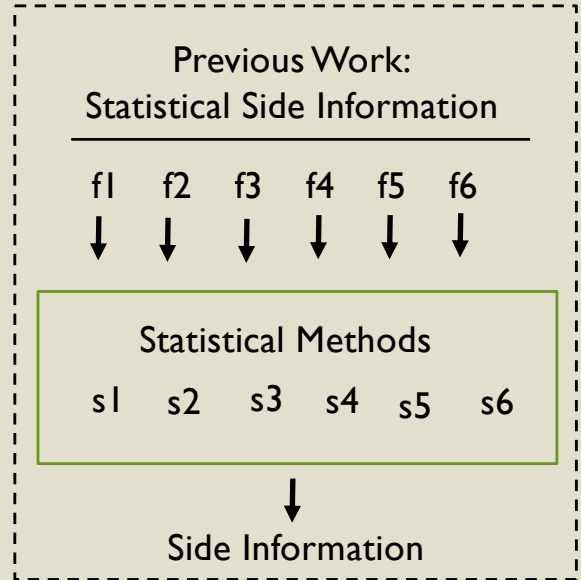 Previous Work:
Statistical Side Information
f1 f2 f3 f4 f5 f6
Statistical Methods
s1 s2 s3 s4 s5 s6
Side Information